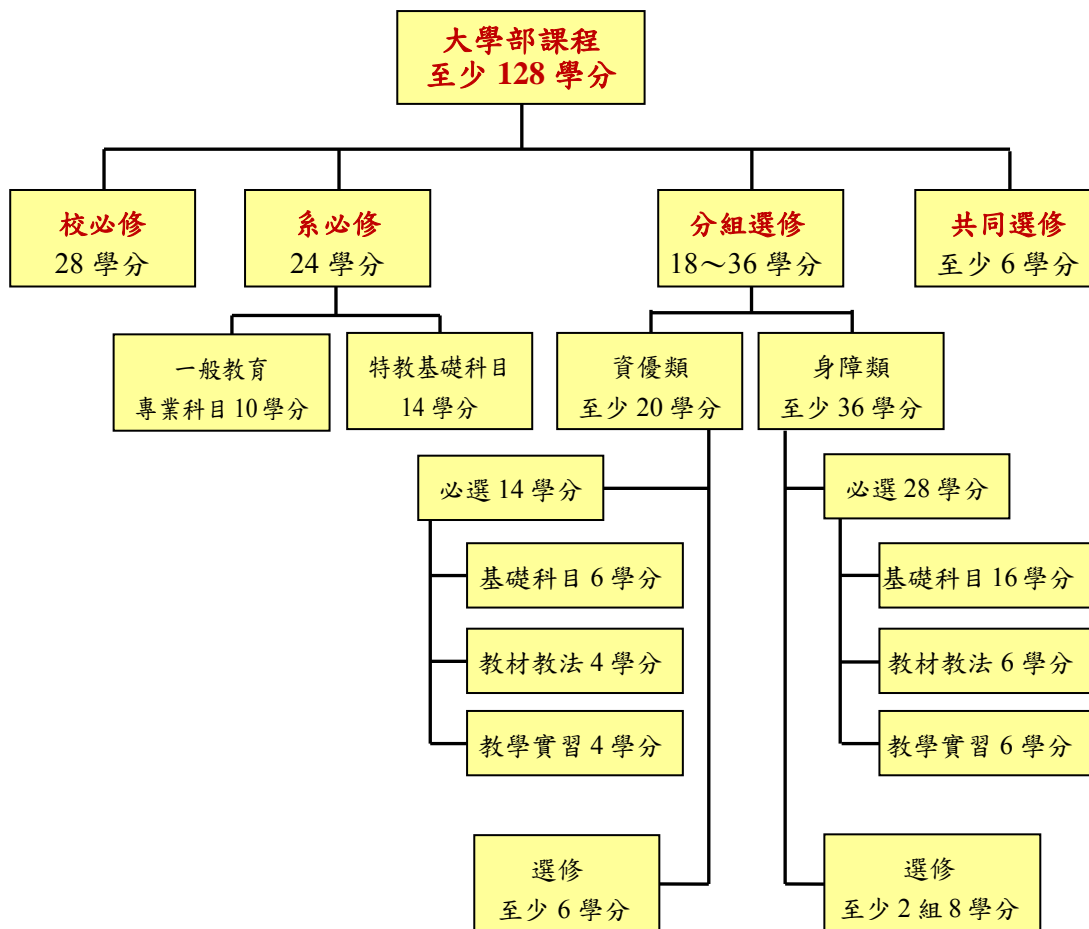 大學部課程
至少 128 學分
校必修
28 學分
系必修
24 學分
分組選修
18～36 學分
共同選修
至少 6 學分
一般教育
專業科目 10 學分
特教基礎科目
14 學分
資優類
至少 20 學分
身障類
至少 36 學分
必選 14 學分
基礎科目 6 學分
教材教法 4 學分
教學實習 4 學分
選修
至少 6 學分
必選 28 學分
基礎科目 16 學分
教材教法 6 學分
教學實習 6 學分
選修
至少 2 組 8 學分